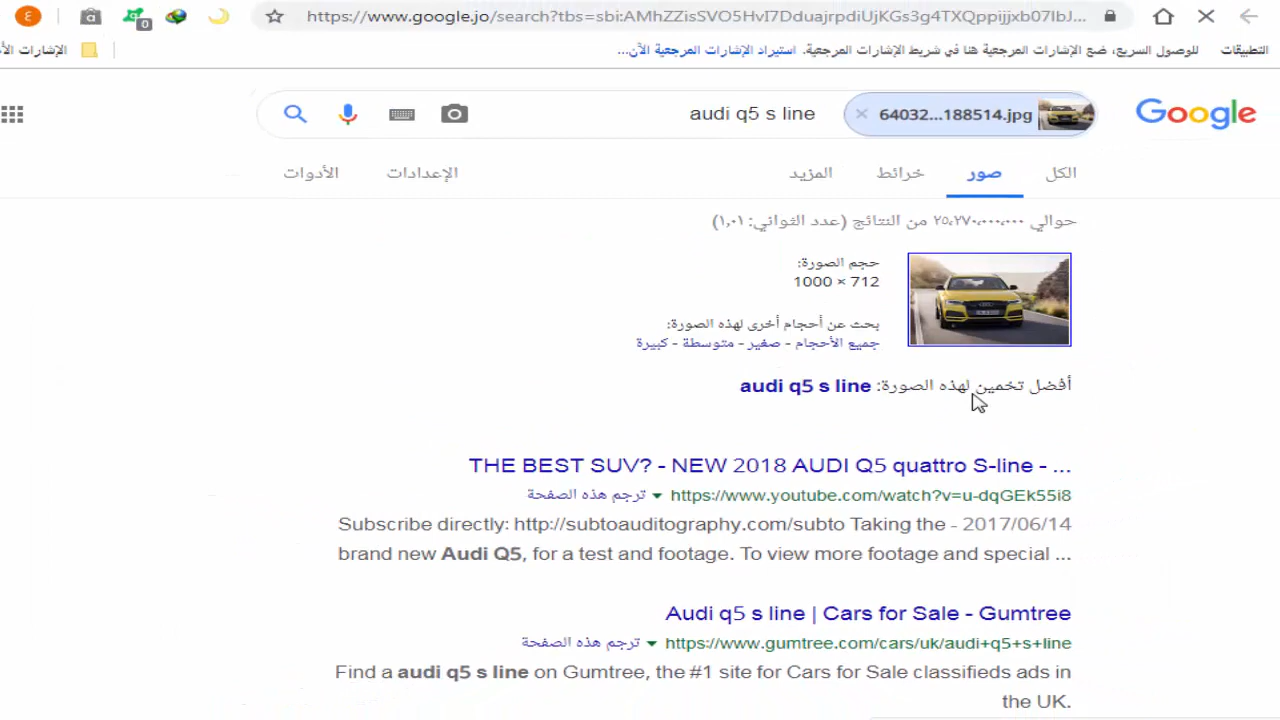 https://www.google.jo/search?tbs=sbi:AMhZZisSVO5HvI7DduajrpdiUjKGs3g4TXQppijjxb07IbJ...
التطبيقات
للوصول السريع، ضع الإشارات المرجعية هنا في شريط الإشارات المرجعية. استيراد الإشارات المرجعية الآن...
Google
64032...188514.jpg
audi q5 s line
الكل
صور
خرائط
المزيد
الإعدادات
الأدوات
حوالي ٢٥،٢٧٠،٠٠٠،٠٠٠ من النتائج (عدد الثواني: ١,٠١)
حجم الصورة:
1000 × 712
بحث عن أحجام أخرى لهذه الصورة:
جميع الأحجام - صغير - متوسطة - كبيرة
أفضل تخمين لهذه الصورة: audi q5 s line
THE BEST SUV? - NEW 2018 AUDI Q5 quattro S-line - ...
https://www.youtube.com/watch?v=u-dqGEk55i8 ترجم هذه الصفحة
Subscribe directly: http://subtoauditography.com/subto Taking the - 2017/06/14
brand new Audi Q5, for a test and footage. To view more footage and special ...
Audi q5 s line | Cars for Sale - Gumtree
https://www.gumtree.com/cars/uk/audi+q5+s+line ترجم هذه الصفحة
Find a audi q5 s line on Gumtree, the #1 site for Cars for Sale classifieds ads in
the UK.